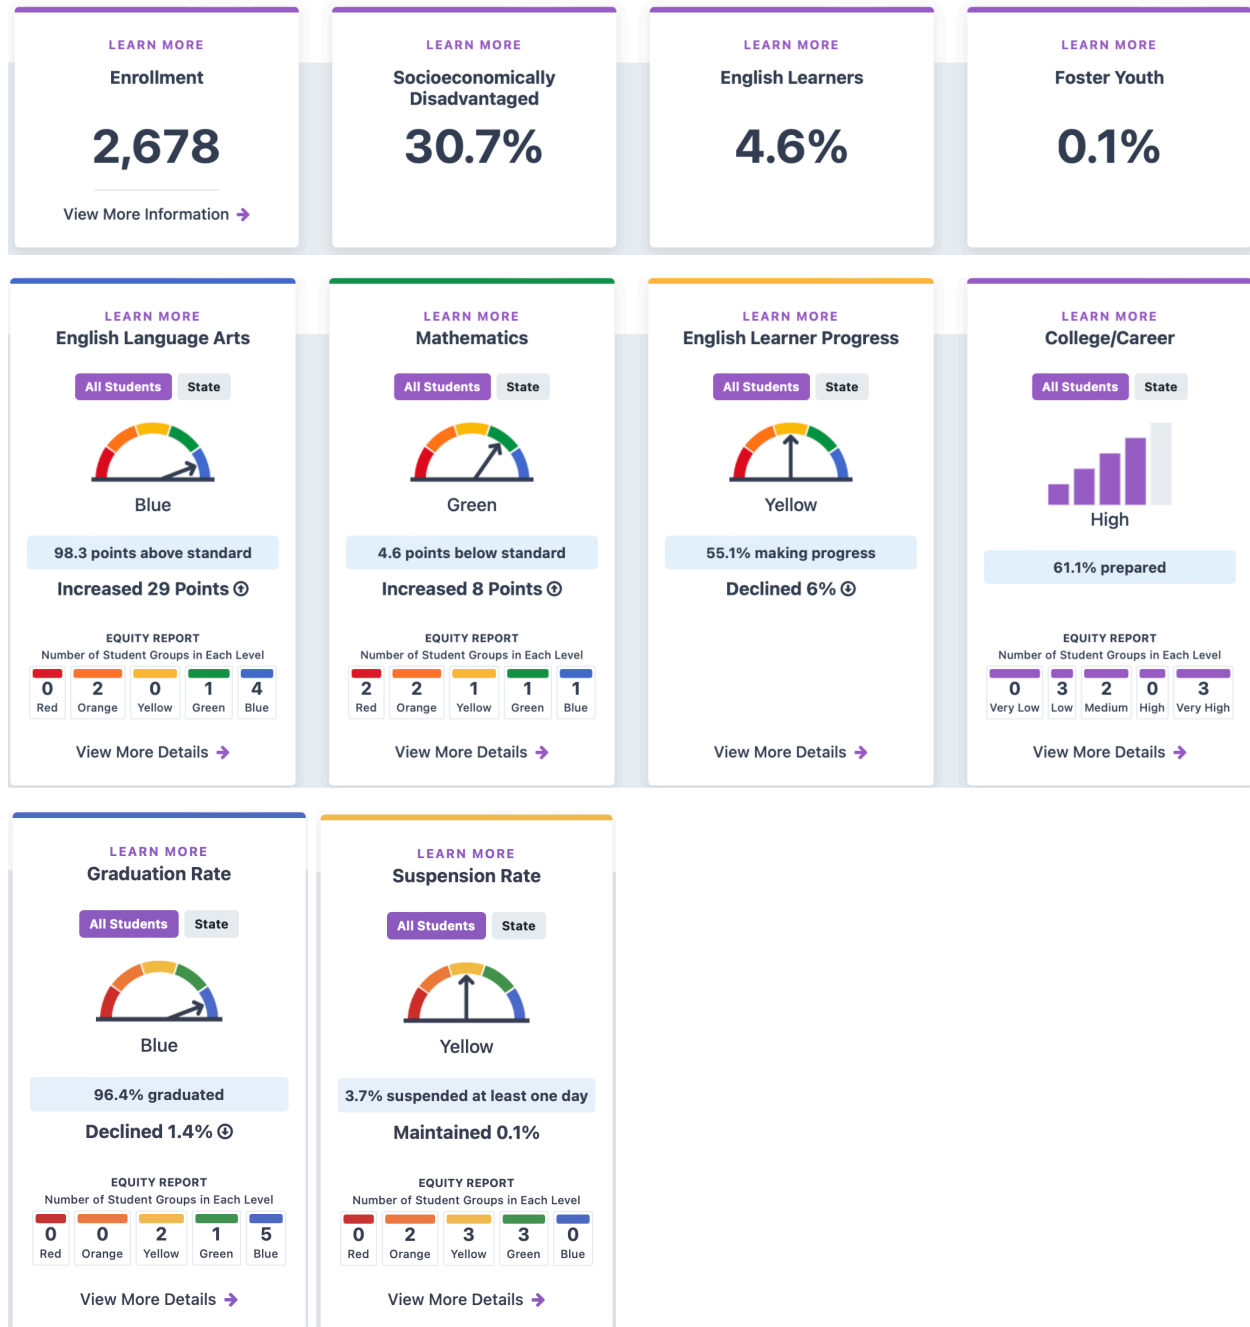 LEARN MORE
Enrollment
2,678
View More Information
LEARN MORE
Socioeconomically
Disadvantaged
30.7%
LEARN MORE
English Learners
4.6%
LEARN MORE
Foster Youth
0.1%
LEARN MORE
English Language Arts
All Students State
Blue
98.3 points above standard
Increased 29 Points
EQUITY REPORT
Number of Student Groups in Each Level
0 2 0 1 4
Red Orange Yellow Green Blue
View More Details
LEARN MORE
Mathematics
All Students State
Green
4.6 points below standard
Increased 8 Points
EQUITY REPORT
Number of Student Groups in Each Level
2 2 1 1 1
Red Orange Yellow Green Blue
View More Details
LEARN MORE
English Learner Progress
All Students State
Yellow
55.1% making progress
Declined 6%
View More Details
LEARN MORE
College/Career
All Students State
High
61.1% prepared
EQUITY REPORT
Number of Student Groups in Each Level
0 3 2 0 3
Very Low Low Medium High Very High
View More Details
LEARN MORE
Graduation Rate
All Students State
Blue
96.4% graduated
Declined 1.4%
EQUITY REPORT
Number of Student Groups in Each Level
0 0 2 1 5
Red Orange Yellow Green Blue
View More Details
LEARN MORE
Suspension Rate
All Students State
Yellow
3.7% suspended at least one day
Maintained 0.1%
EQUITY REPORT
Number of Student Groups in Each Level
0 2 3 3 0
Red Orange Yellow Green Blue
View More Details